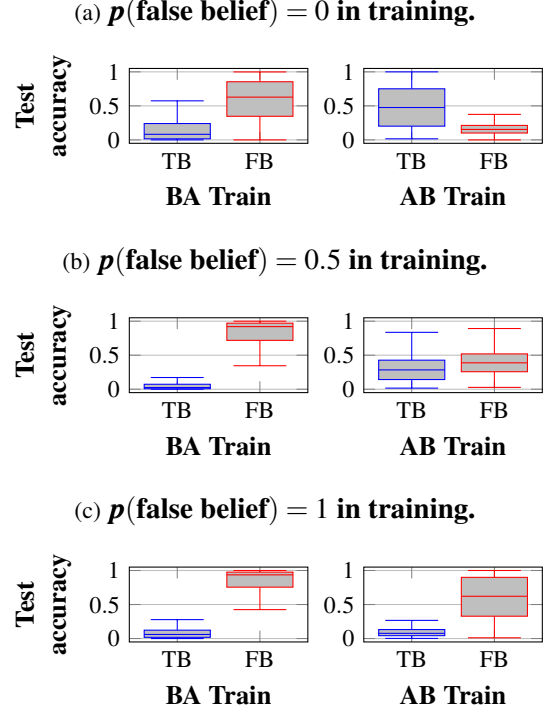 (a) p(false belief) = 0 in training.
Test
accuracy
1
0.5
0
TB FB
BA Train
1
0.5
0
TB FB
AB Train
(b) p(false belief) = 0.5 in training.
Test
accuracy
1
0.5
0
TB FB
BA Train
1
0.5
0
TB FB
AB Train
(c) p(false belief) = 1 in training.
Test
accuracy
1
0.5
0
TB FB
BA Train
1
0.5
0
TB FB
AB Train